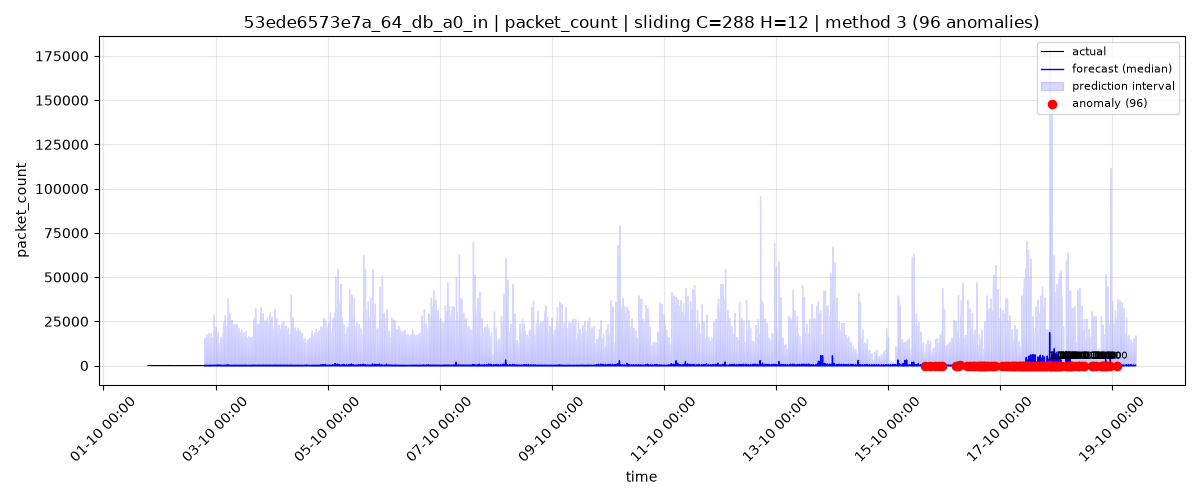 53ede6573e7a_64_db_a0_in | packet_count | sliding C=288 H=12 | method 3 (96 anomalies)
actual
forecast (median)
prediction interval
anomaly (96)
packet_count
175000
150000
125000
100000
75000
50000
25000
0
01-10 00:00
03-10 00:00
05-10 00:00
07-10 00:00
09-10 00:00
11-10 00:00
13-10 00:00
15-10 00:00
17-10 00:00
19-10 00:00
time